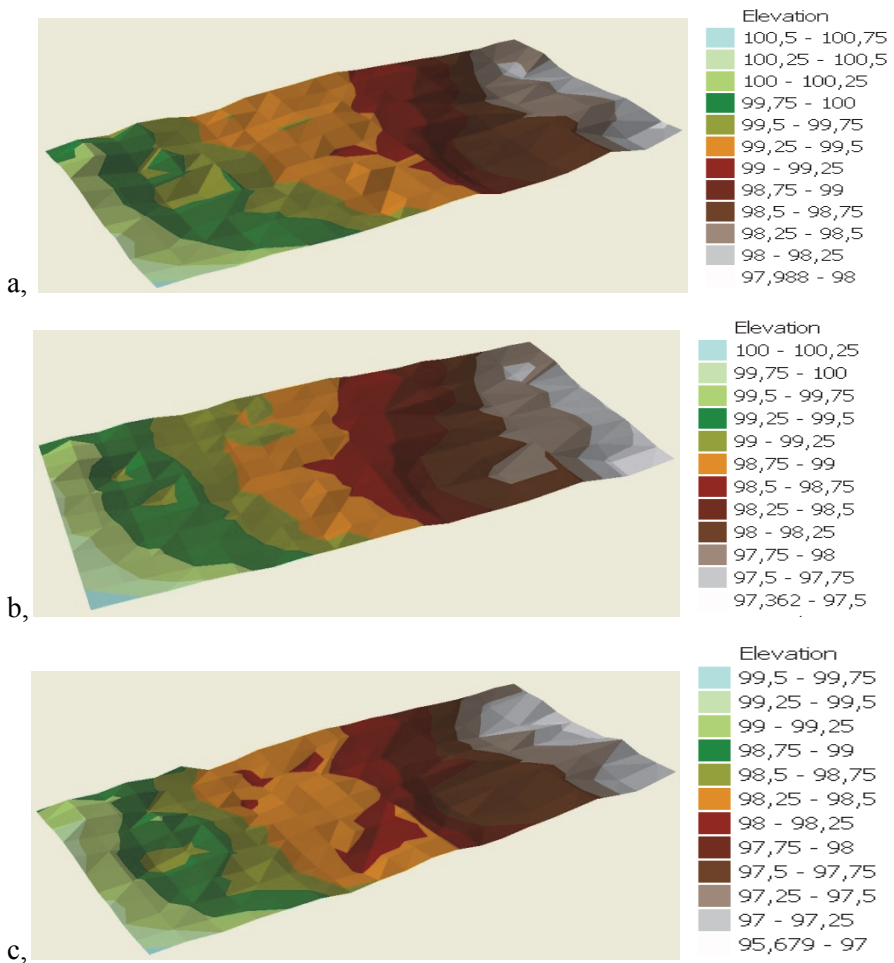 Elevation
100,5 - 100,75
100,25 - 100,5
100 - 100,25
99,75 - 100
99,5 - 99,75
99,25 - 99,5
99 - 99,25
98,75 - 99
98,5 - 98,75
98,25 - 98,5
98 - 98,25
97,988 - 98
a,
Elevation
100 - 100,25
99,75 - 100
99,5 - 99,75
99,25 - 99,5
99 - 99,25
98,75 - 99
98,5 - 98,75
98,25 - 98,5
98 - 98,25
97,75 - 98
97,5 - 97,75
97,362 - 97,5
b,
Elevation
99,5 - 99,75
99,25 - 99,5
99 - 99,25
98,75 - 99
98,5 - 98,75
98,25 - 98,5
98 - 98,25
97,75 - 98
97,5 - 97,75
97,25 - 97,5
97 - 97,25
95,679 - 97
c,